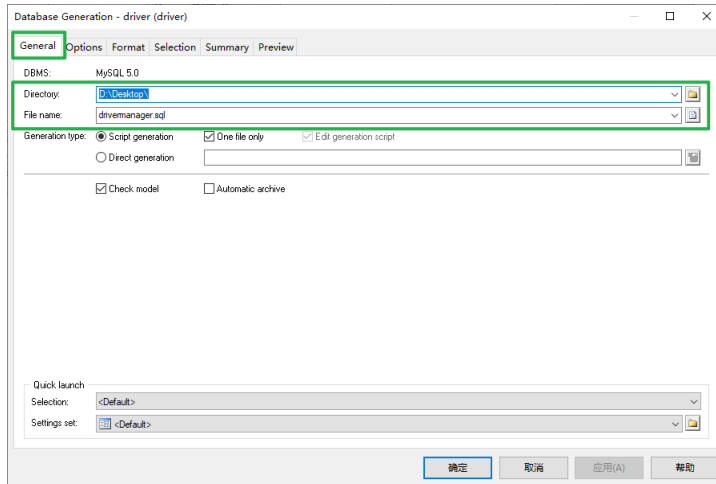 Database Generation - driver (driver)
General Options Format Selection Summary Preview
DBMS: MySQL 5.0
Directory: D:\Desktop\
File name: drivermanager.sql
Generation type: Script generation One file only Edit generation script
Direct generation
Check model Automatic archive
Quick launch
Selection: <Default>
Settings set: <Default>
确定 取消 应用(A) 帮助